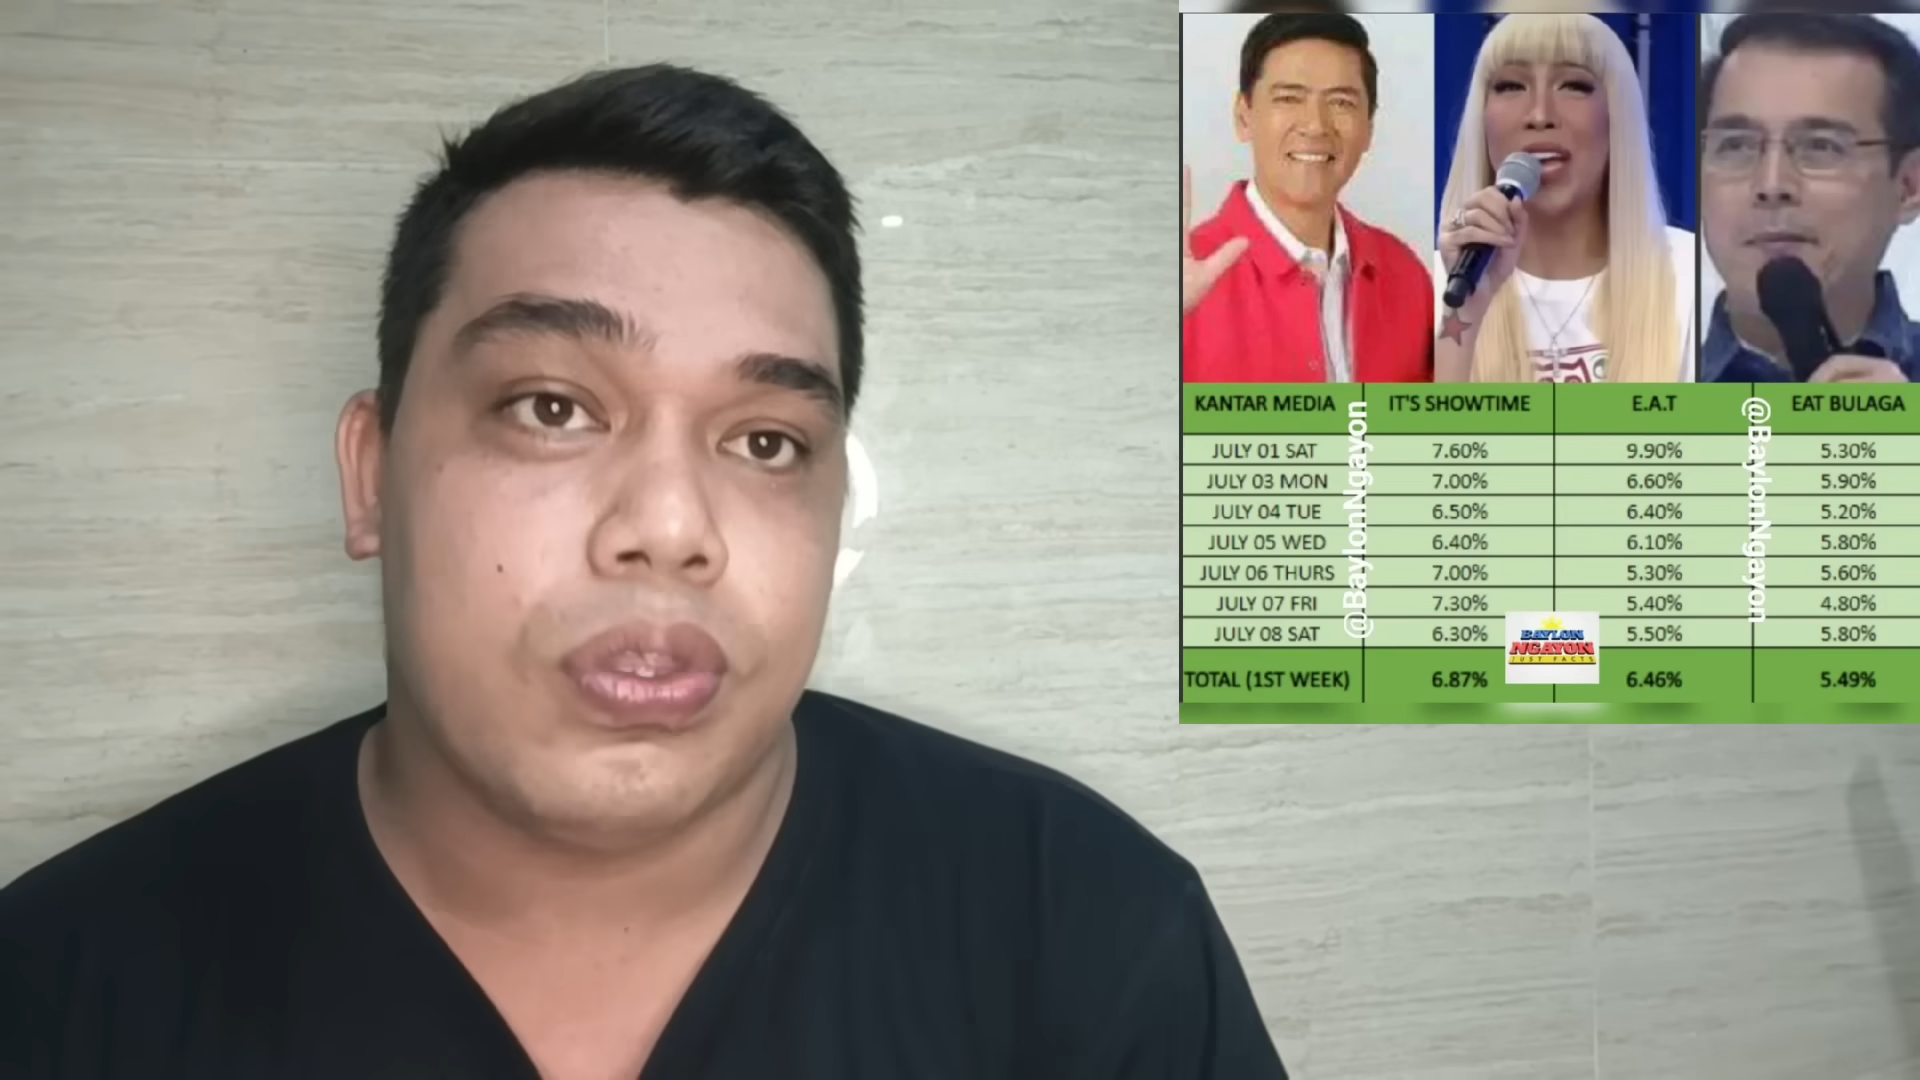 KANTAR MEDIA IT'S SHOWTIME E.A.T EAT BULAGA
JULY 01 SAT 7.60% 9.90% 5.30%
JULY 03 MON 7.00% 6.60% 5.90%
JULY 04 TUE 6.50% 6.40% 5.20%
JULY 05 WED 6.40% 6.10% 5.80%
JULY 06 THURS 7.00% 5.30% 5.60%
JULY 07 FRI 7.30% 5.40% 4.80%
JULY 08 SAT 6.30% 5.50% 5.80%
TOTAL (1ST WEEK) 6.87% 6.46% 5.49%
@BaylonNgayon
@BaylonNgayon
BAYLON
NGAYON
JUST FACTS